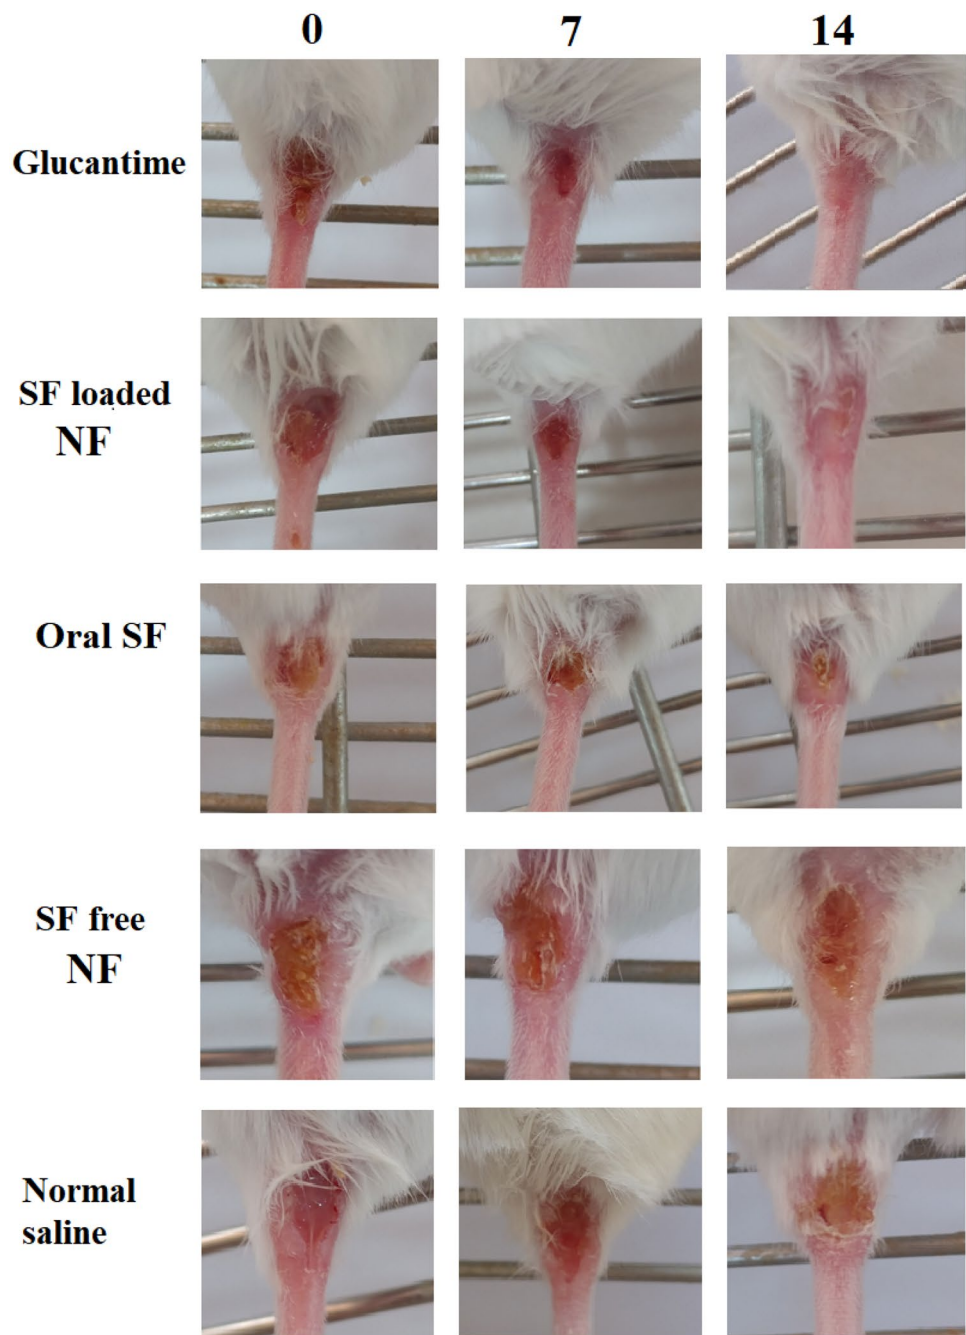 0 7 14
Glucantime
SF loaded
NF
Oral SF
SF free
NF
Normal
saline